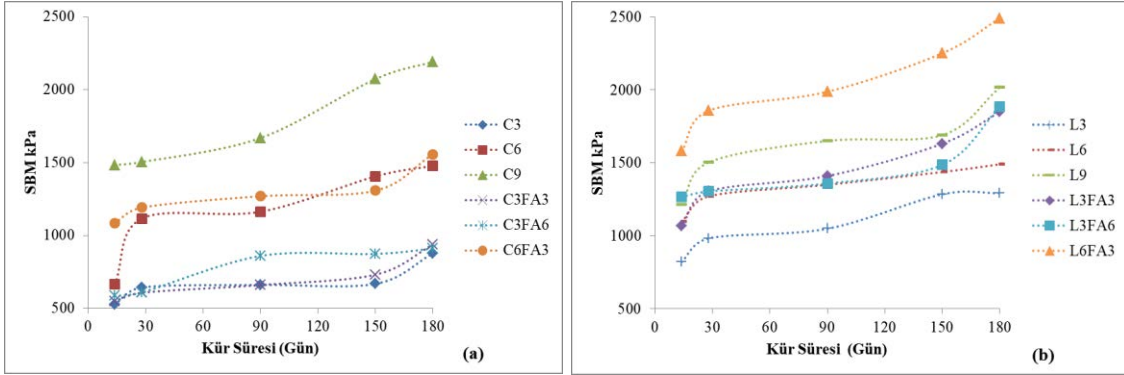 2500
2000
1500
1000
500
SBM kPa
0
30
60
90
120
150
180
Kür Süresi (Gün)
(a)
C3
C6
C9
C3FA3
C3FA6
C6FA3
2500
2000
1500
1000
500
SBM kPa
0
30
60
90
120
150
180
Kür Süresi (Gün)
(b)
L3
L6
L9
L3FA3
L3FA6
L6FA3